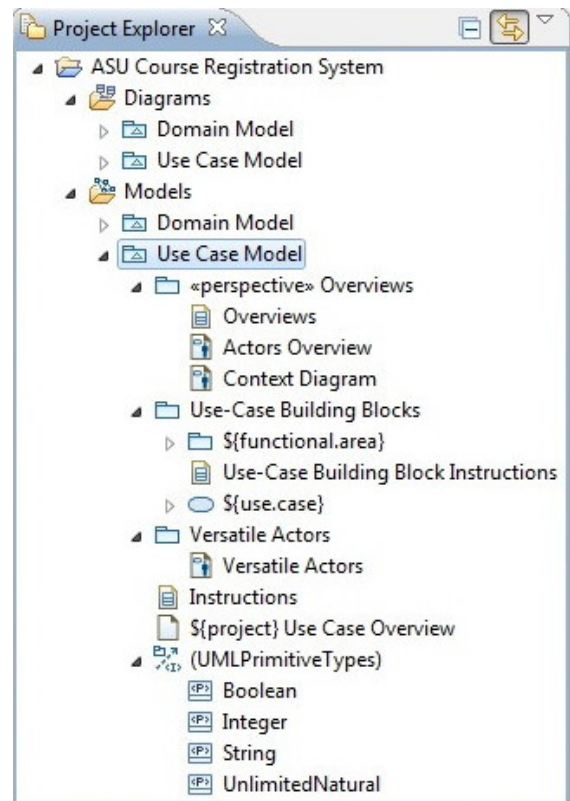 Project Explorer
ASU Course Registration System
Diagrams
Domain Model
Use Case Model
Models
Domain Model
Use Case Model
«perspective» Overviews
Overviews
Actors Overview
Context Diagram
Use-Case Building Blocks
${functional.area}
Use-Case Building Block Instructions
${use.case}
Versatile Actors
Versatile Actors
Instructions
${project} Use Case Overview
(UMLPrimitiveTypes)
<P> Boolean
<P> Integer
<P> String
<P> UnlimitedNatural